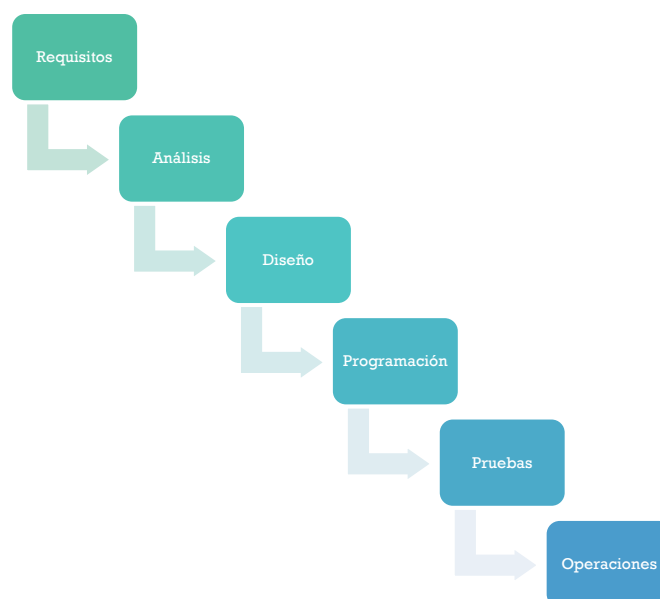 Requisitos
Análisis
Diseño
Programación
Pruebas
Operaciones